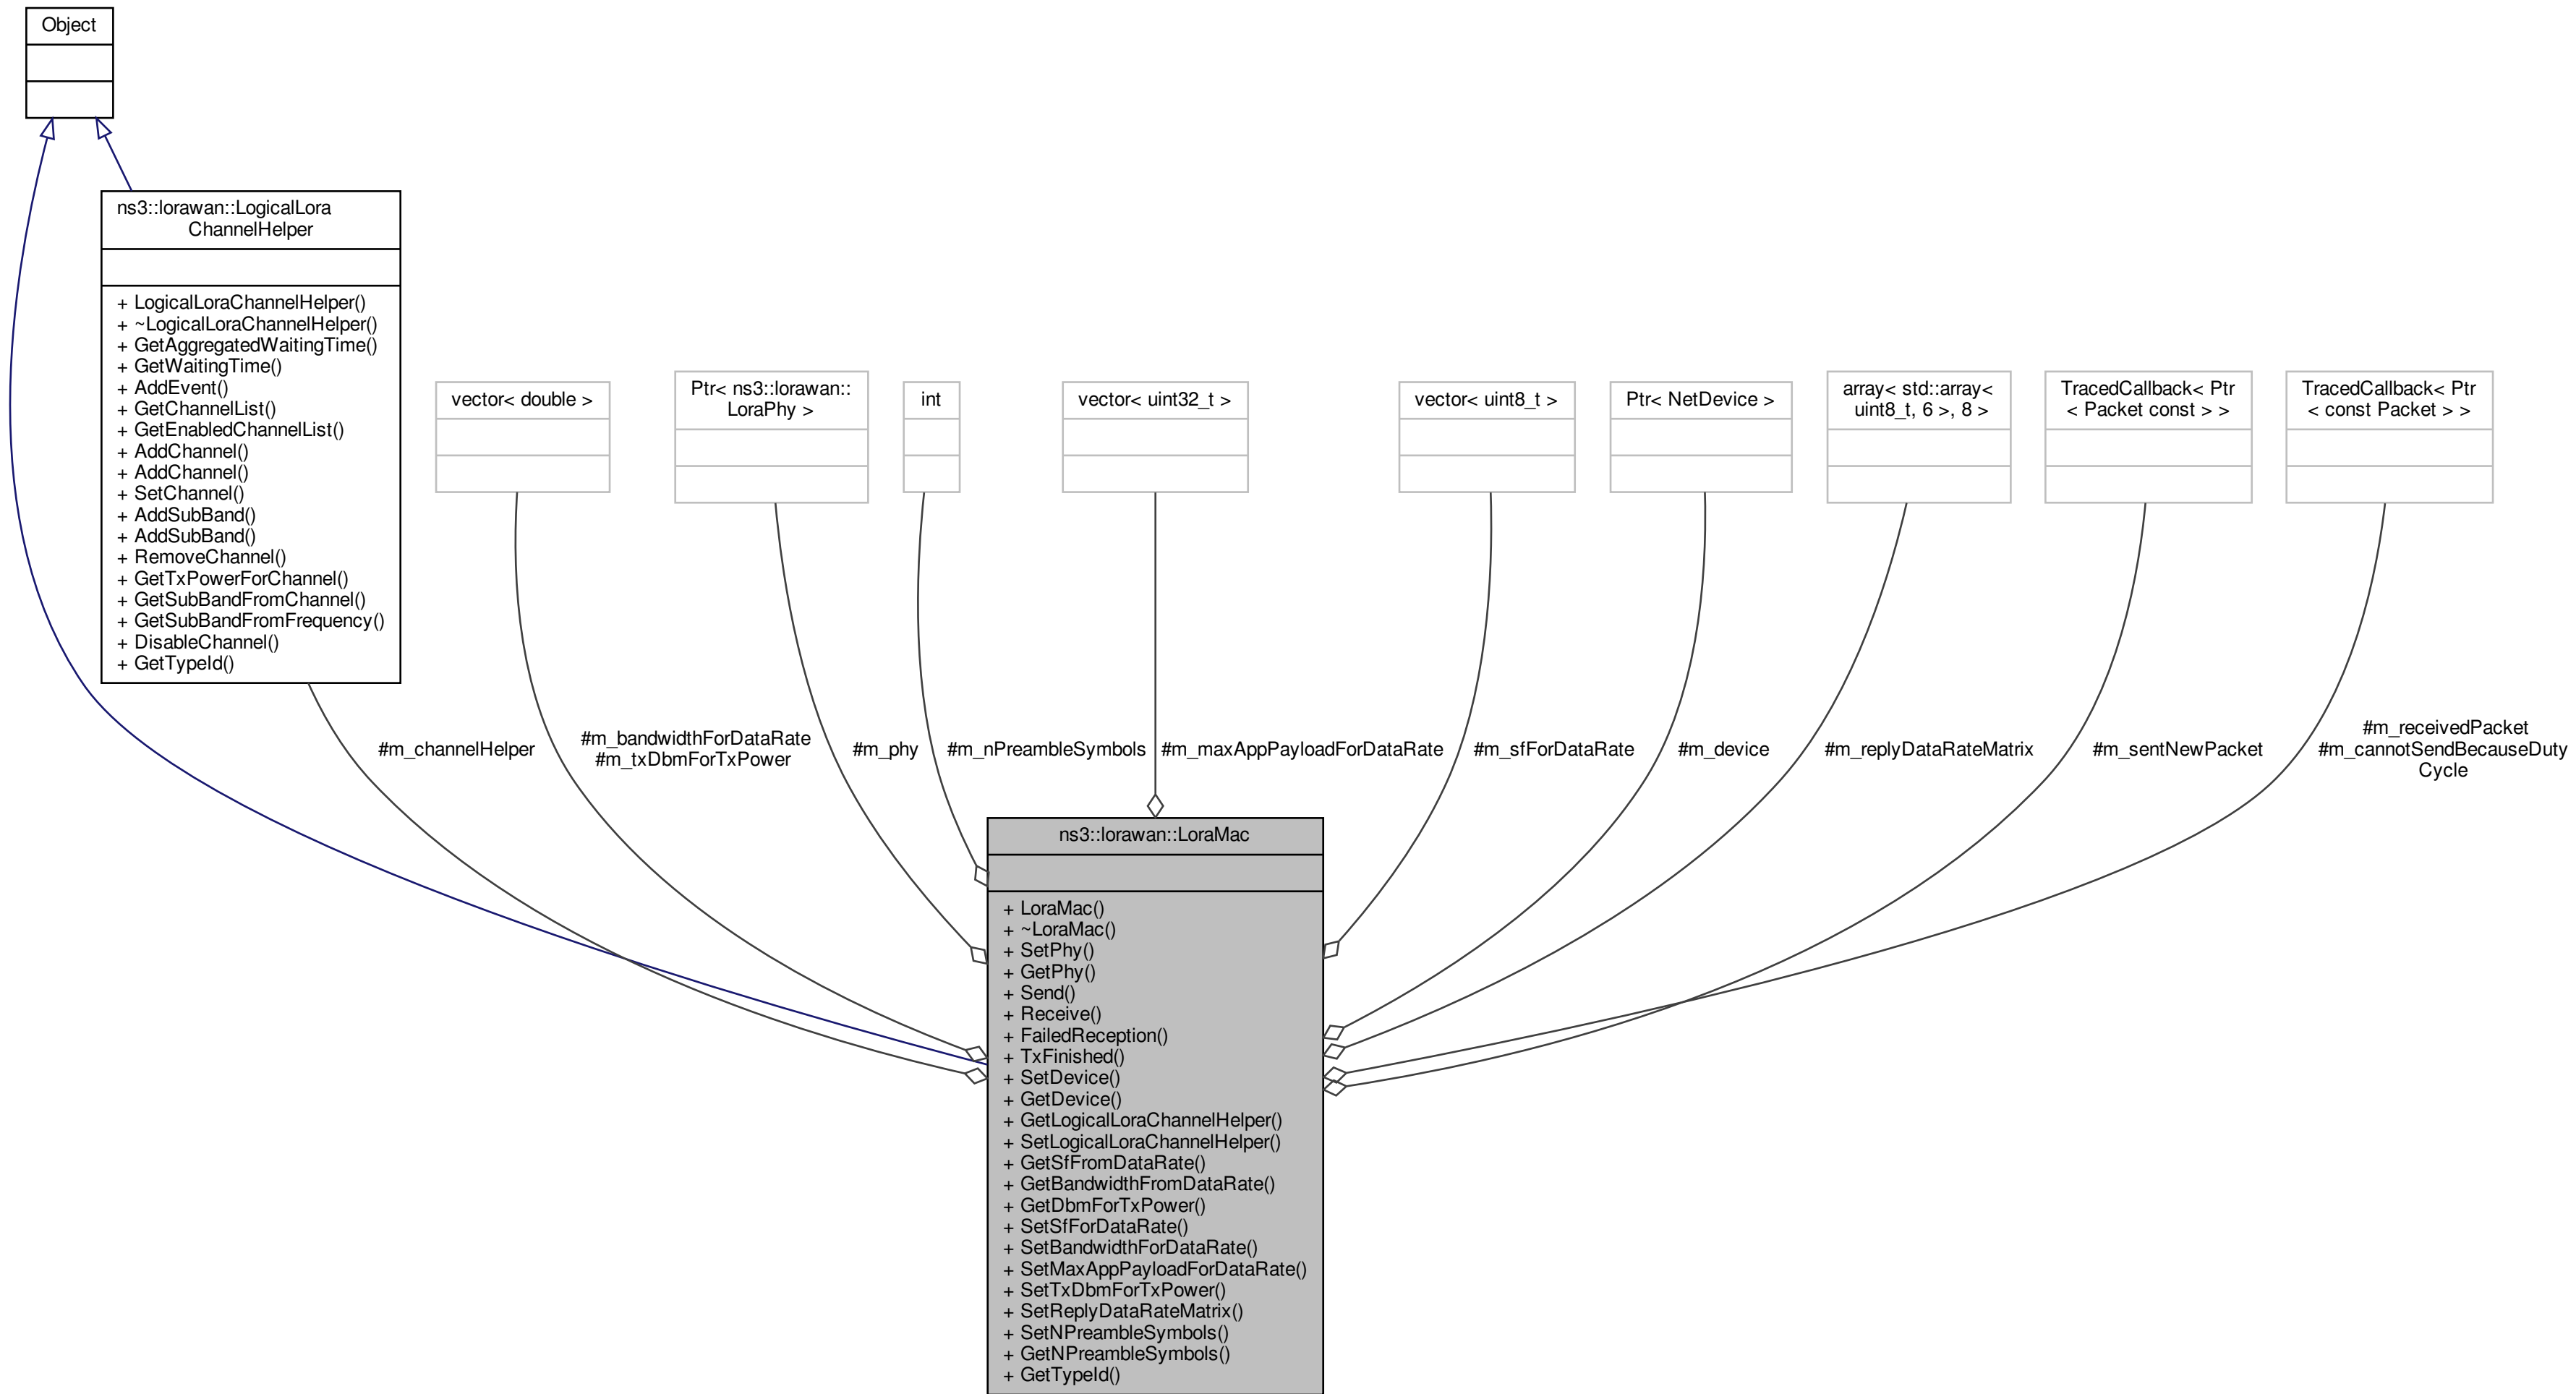 Object
ns3::lorawan::LogicalLora
ChannelHelper
+ LogicalLoraChannelHelper()
+ ~LogicalLoraChannelHelper()
+ GetAggregatedWaitingTime()
+ GetWaitingTime()
+ AddEvent()
+ GetChannelList()
+ GetEnabledChannelList()
+ AddChannel()
+ AddChannel()
+ SetChannel()
+ AddSubBand()
+ AddSubBand()
+ RemoveChannel()
+ GetTxPowerForChannel()
+ GetSubBandFromChannel()
+ GetSubBandFromFrequency()
+ DisableChannel()
+ GetTypeId()
vector< double >
Ptr< ns3::lorawan::
LoraPhy >
int
vector< uint32_t >
vector< uint8_t >
Ptr< NetDevice >
array< std::array<
uint8_t, 6 >, 8 >
TracedCallback< Ptr
< Packet const > >
TracedCallback< Ptr
< const Packet > >
#m_channelHelper
#m_bandwidthForDataRate
#m_txDbmForTxPower
#m_phy
#m_nPreambleSymbols
#m_maxAppPayloadForDataRate
#m_sfForDataRate
#m_device
#m_replyDataRateMatrix
#m_sentNewPacket
#m_receivedPacket
#m_cannotSendBecauseDuty
Cycle
ns3::lorawan::LoraMac
+ LoraMac()
+ ~LoraMac()
+ SetPhy()
+ GetPhy()
+ Send()
+ Receive()
+ FailedReception()
+ TxFinished()
+ SetDevice()
+ GetDevice()
+ GetLogicalLoraChannelHelper()
+ SetLogicalLoraChannelHelper()
+ GetSfFromDataRate()
+ GetBandwidthFromDataRate()
+ GetDbmForTxPower()
+ SetSfForDataRate()
+ SetBandwidthForDataRate()
+ SetMaxAppPayloadForDataRate()
+ SetTxDbmForTxPower()
+ SetReplyDataRateMatrix()
+ SetNPreambleSymbols()
+ GetNPreambleSymbols()
+ GetTypeId()